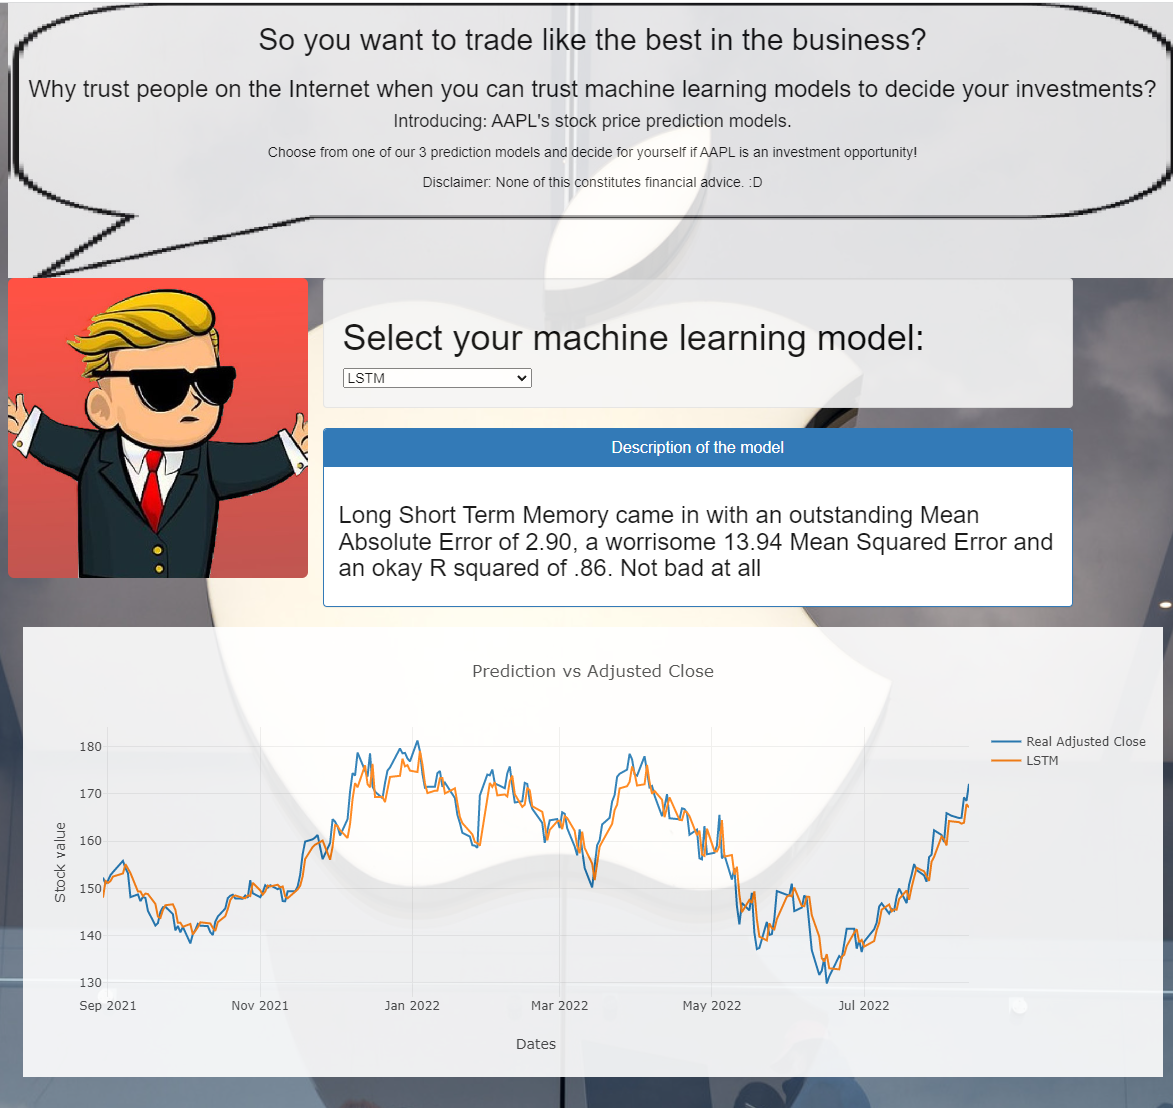 So you want to trade like the best in the business?
Why trust people on the Internet when you can trust machine learning models to decide your investments?
Introducing: AAPL's stock price prediction models.
Choose from one of our 3 prediction models and decide for yourself if AAPL is an investment opportunity!
Disclaimer: None of this constitutes financial advice. :D
Select your machine learning model:
LSTM
Description of the model
Long Short Term Memory came in with an outstanding Mean
Absolute Error of 2.90, a worrisome 13.94 Mean Squared Error and
an okay R squared of .86. Not bad at all
Prediction vs Adjusted Close
Real Adjusted Close
LSTM
Stock value
180
170
160
150
140
130
Sep 2021 Nov 2021 Jan 2022 Mar 2022 May 2022 Jul 2022
Dates